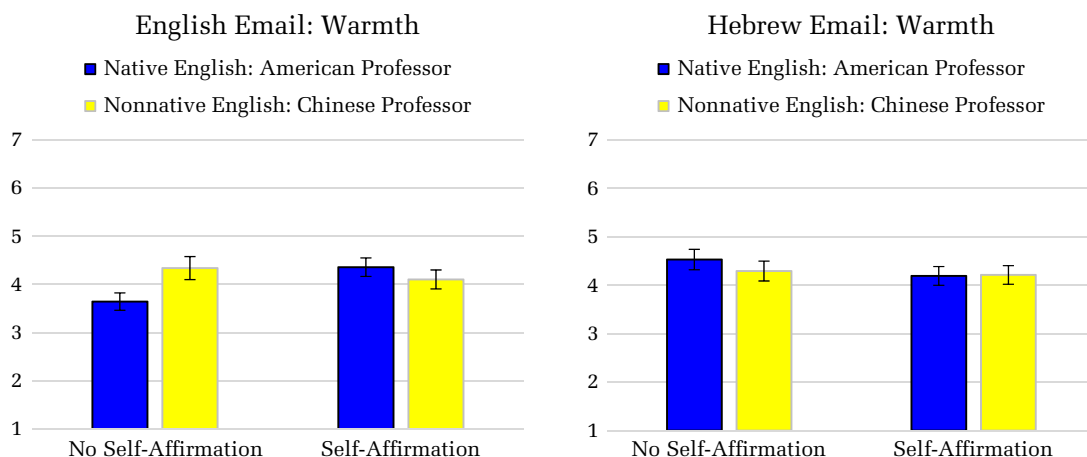 English Email: Warmth
Native English: American Professor
Nonnative English: Chinese Professor
7
6
5
4
3
2
1
No Self-Affirmation Self-Affirmation
Hebrew Email: Warmth
Native English: American Professor
Nonnative English: Chinese Professor
7
6
5
4
3
2
1
No Self-Affirmation Self-Affirmation